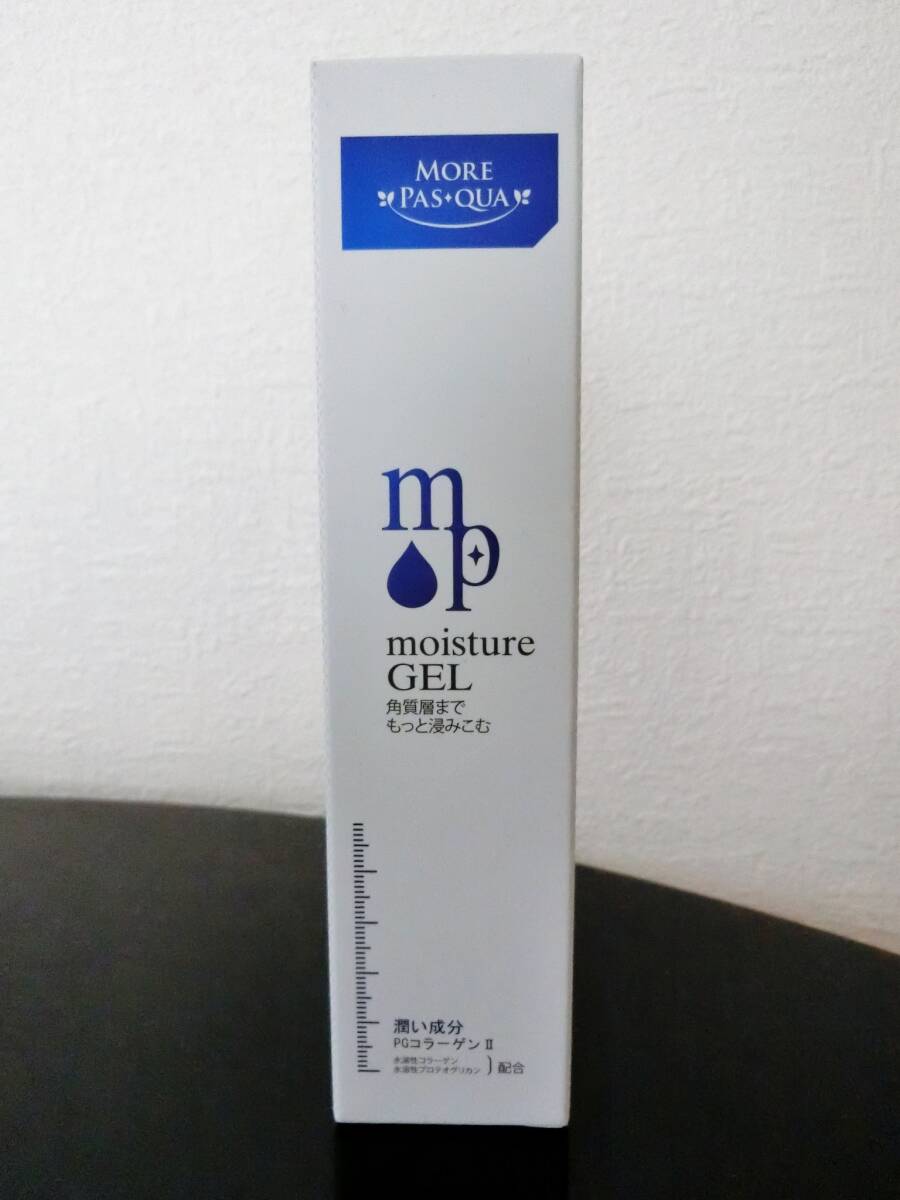 MORE
PAS✦QUA
mp
moisture
GEL
角質層まで
もっと浸みこむ
潤い成分
PGコラーゲンⅡ
水溶性コラーゲン
水溶性プロテオグリカン
)配合